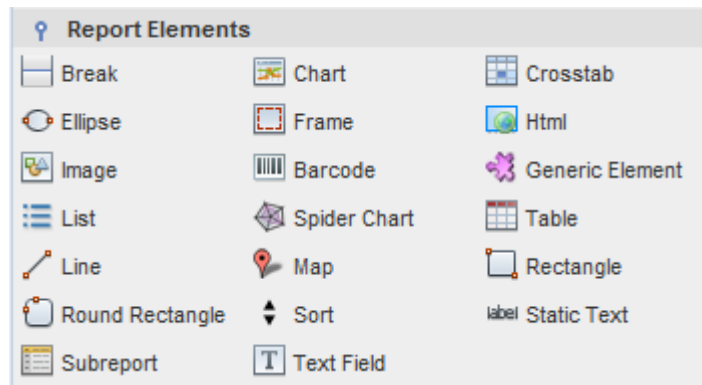 Report Elements
Break Chart Crosstab
Ellipse Frame Html
Image Barcode Generic Element
List Spider Chart Table
Line Map Rectangle
Round Rectangle Sort label Static Text
Subreport T Text Field